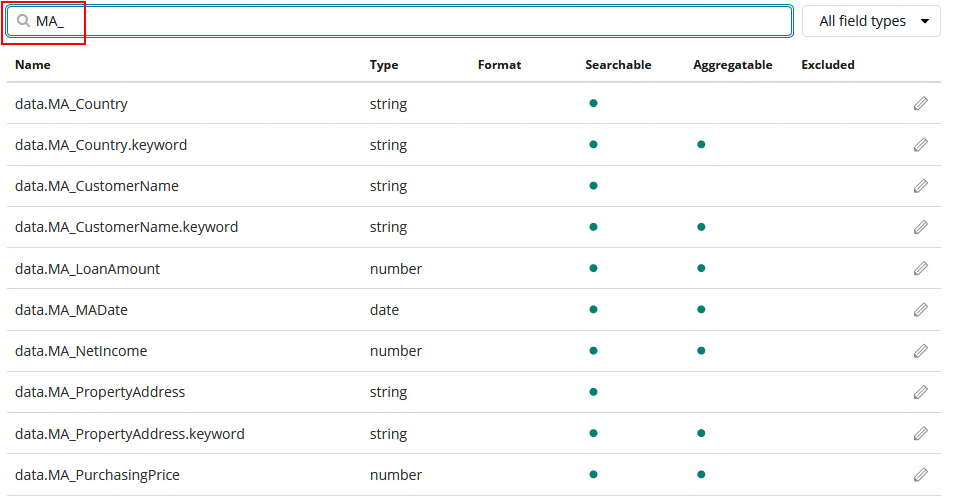 MA_ All field types
Name Type Format Searchable Aggregatable Excluded
data.MA_Country string
data.MA_Country.keyword string
data.MA_CustomerName string
data.MA_CustomerName.keyword string
data.MA_LoanAmount number
data.MA_MADate date
data.MA_NetIncome number
data.MA_PropertyAddress string
data.MA_PropertyAddress.keyword string
data.MA_PurchasingPrice number